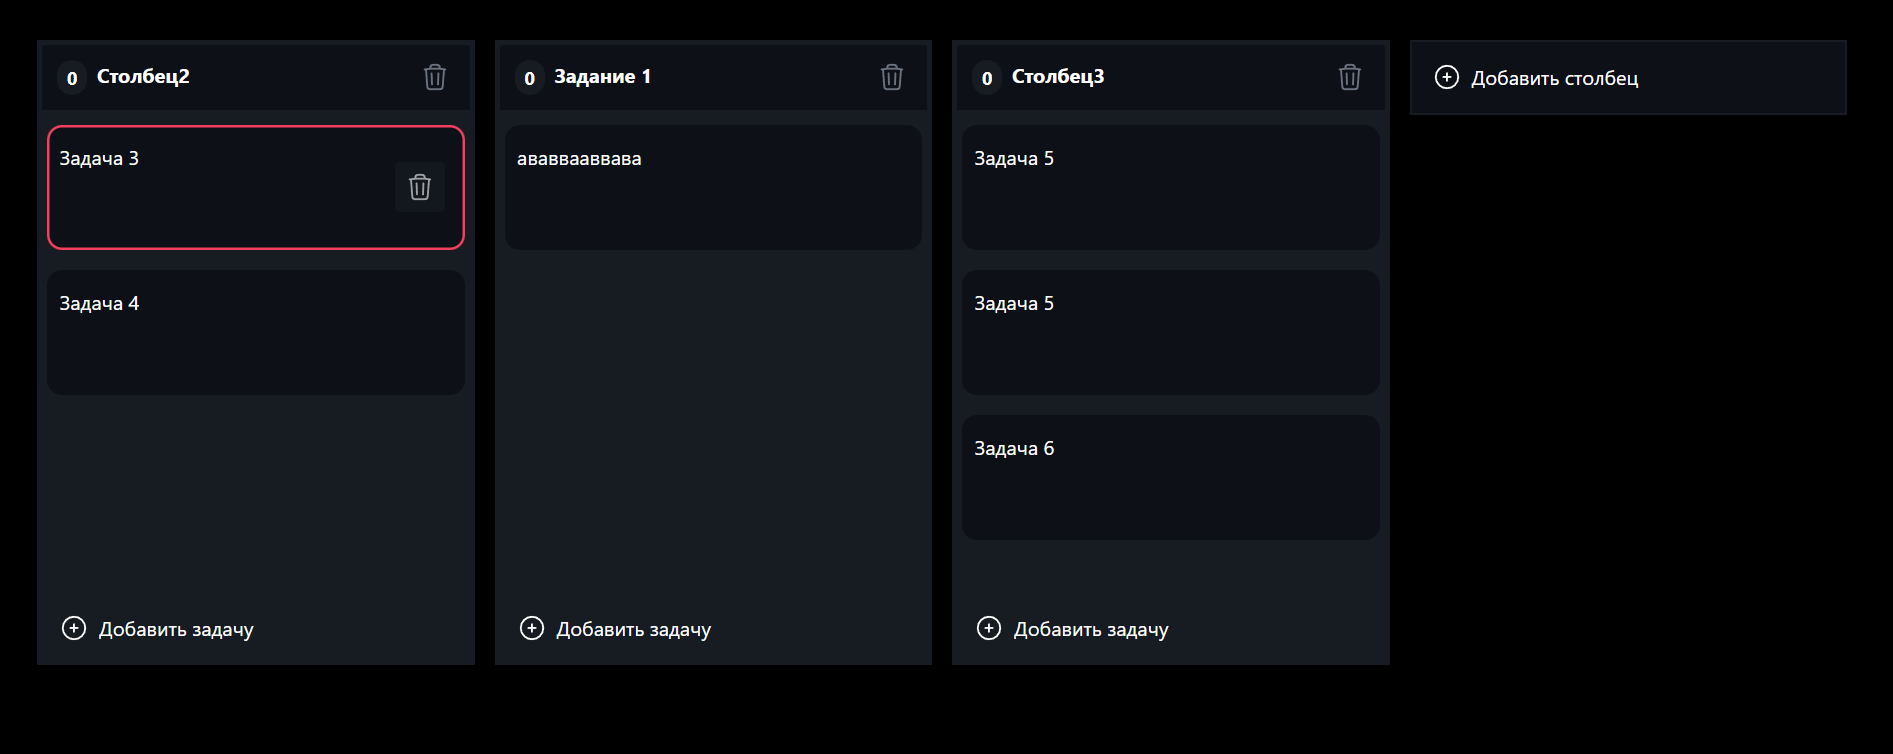 0 Столбец2
Задача 3
Задача 4
Добавить задачу
0 Задание 1
ававвааввава
Добавить задачу
0 Столбец3
Задача 5
Задача 5
Задача 6
Добавить задачу
Добавить столбец